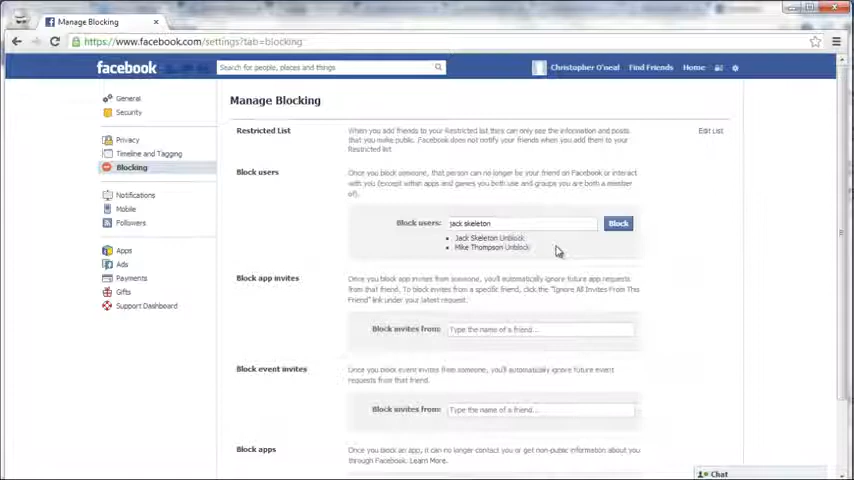 Manage Blocking
https://www.facebook.com/settings?tab=blocking
facebook
Search for people, places and things
Christopher O'neal
Find Friends
Home
General
Security
Privacy
Timeline and Tagging
Blocking
Notifications
Mobile
Followers
Apps
Ads
Payments
Gifts
Support Dashboard
Manage Blocking
Restricted List
When you add friends to your Restricted list they can only see the information and posts
that you make public. Facebook does not notify your friends when you add them to your
Restricted list
Edit List
Block users
Once you block someone, that person can no longer be your friend on Facebook or interact
with you (except within apps and games you both use and groups you are both a member
of).
Block users:
jack skeleton
Block
Jack Skeleton Unblock
Mike Thompson Unblock
Block app invites
Once you block app invites from someone, you'll automatically ignore future app requests
from that friend. To block invites from a specific friend, click the "Ignore All Invites From This
Friend" link under your latest request.
Block invites from:
Type the name of a friend...
Block event invites
Once you block event invites from someone, you'll automatically ignore future event
requests from that friend.
Block invites from:
Type the name of a friend...
Block apps
Once you block an app, it can no longer contact you or get non-public information about you
through Facebook. Learn More.
Chat